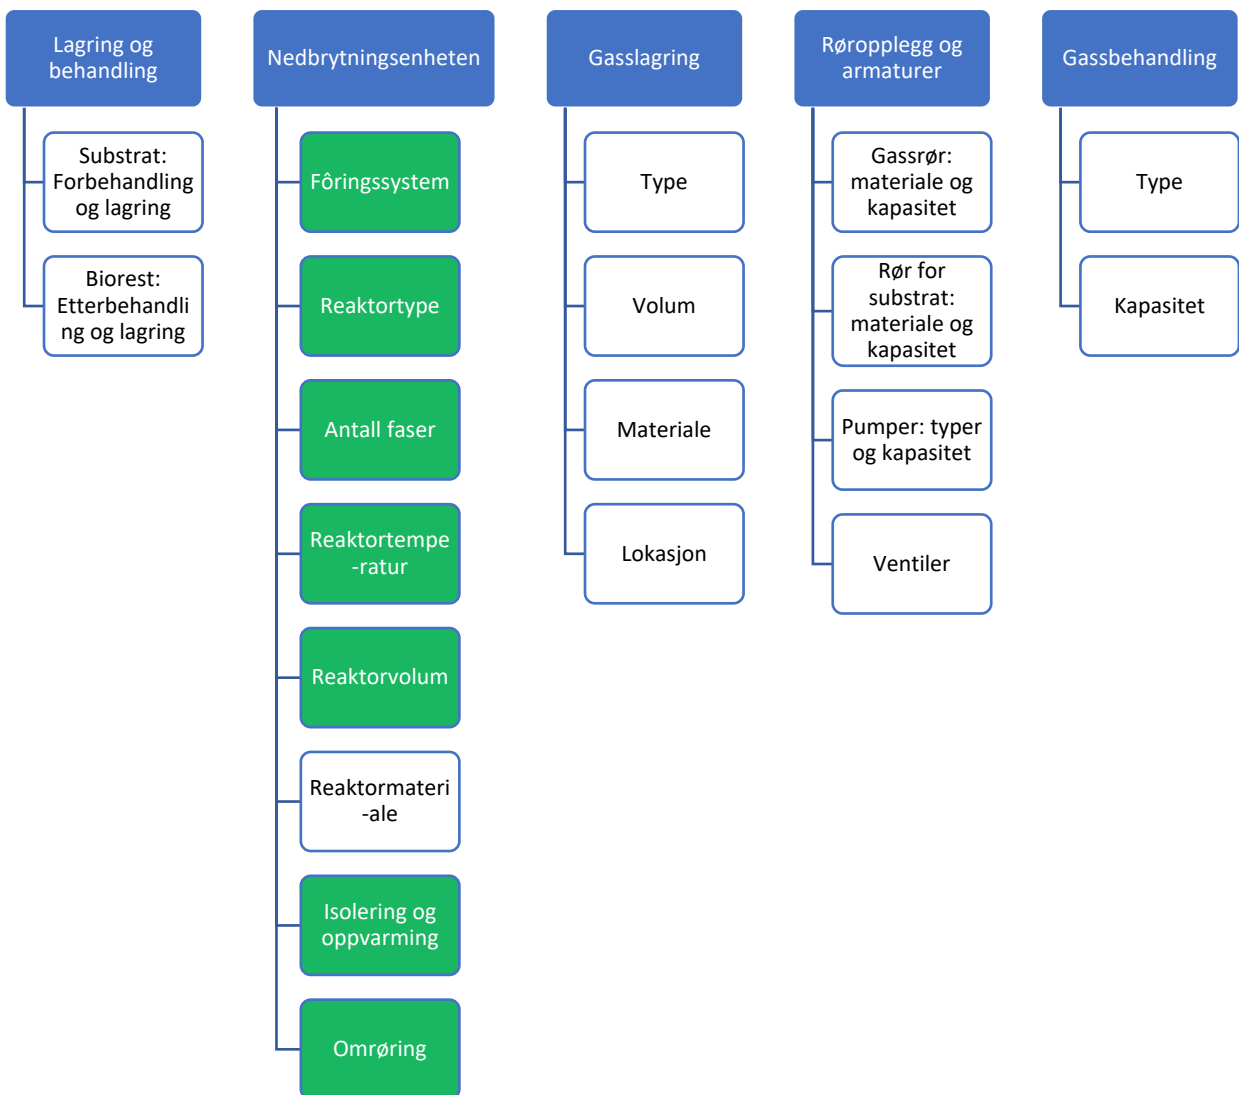 Lagring og
behandling
Substrat:
Forbehandling
og lagring
Biorest:
Etterbehandli
ng og lagring
Nedbrytningsenheten
Fôringssystem
Reaktortype
Antall faser
Reaktortempe
-ratur
Reaktorvolum
Reaktormateri
-ale
Isolering og
oppvarming
Omrøring
Gasslagring
Type
Volum
Materiale
Lokasjon
Røropplegg og
armaturer
Gassrør:
materiale og
kapasitet
Rør for
substrat:
materiale og
kapasitet
Pumper: typer
og kapasitet
Ventiler
Gassbehandling
Type
Kapasitet